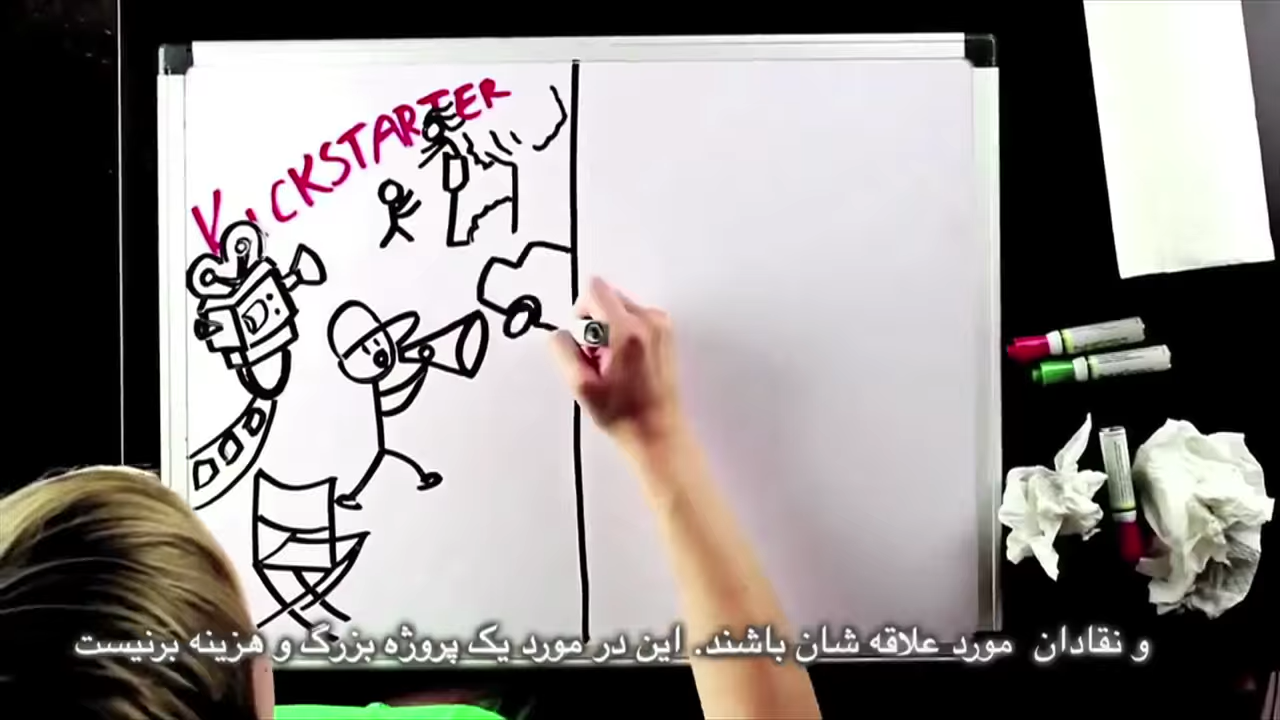 KICKSTARTER
و نقادان مورد علاقه شان باشند. این در مورد یک پروژه بزرگ و هزینه برنیست